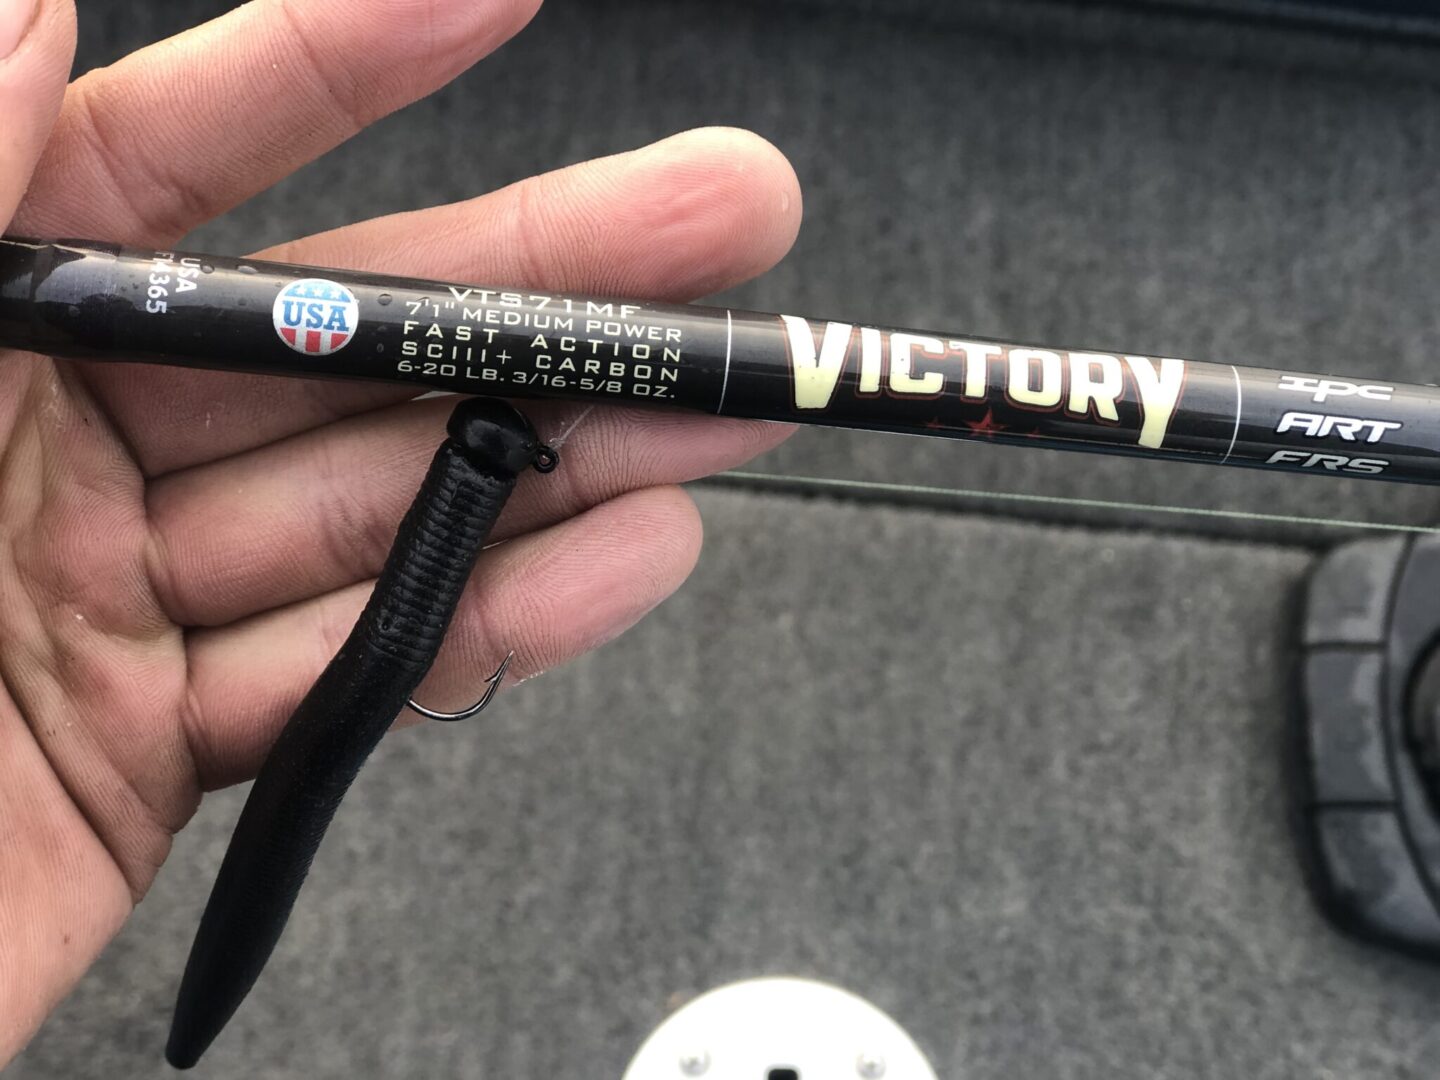 USA
USA
VTS71MF
7'1" MEDIUM POWER
FAST ACTION
SCIII+ CARBON
6-20 LB. 3/16-5/8 OZ.
VICTORY
IPC
ART
FRS